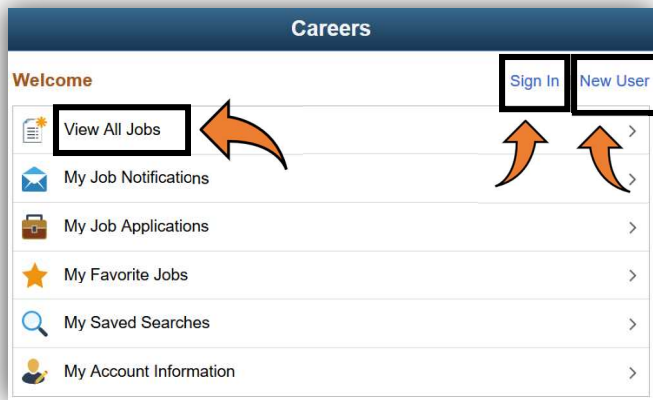 Careers
Welcome Sign In New User
View All Jobs
My Job Notifications
My Job Applications
My Favorite Jobs
My Saved Searches
My Account Information